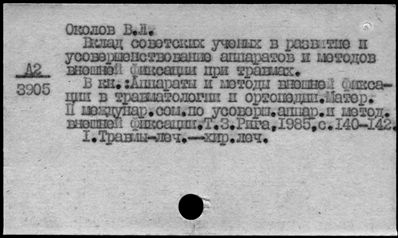 Околов В.Л.
Вклад советских ученых в развитие и
усовершенствование аппаратов и методов
внешней фиксации при травмах.
А2
3905
В кн.:Аппараты и методы внешней фикса-
ции в травматологии и ортопедии.Матер.
II междунар.сем.по усоверш.аппар.и метод.
внешней фиксации.Т.3.Рига,1985,с.140-142.
I.Травмы-леч.--хир.леч.